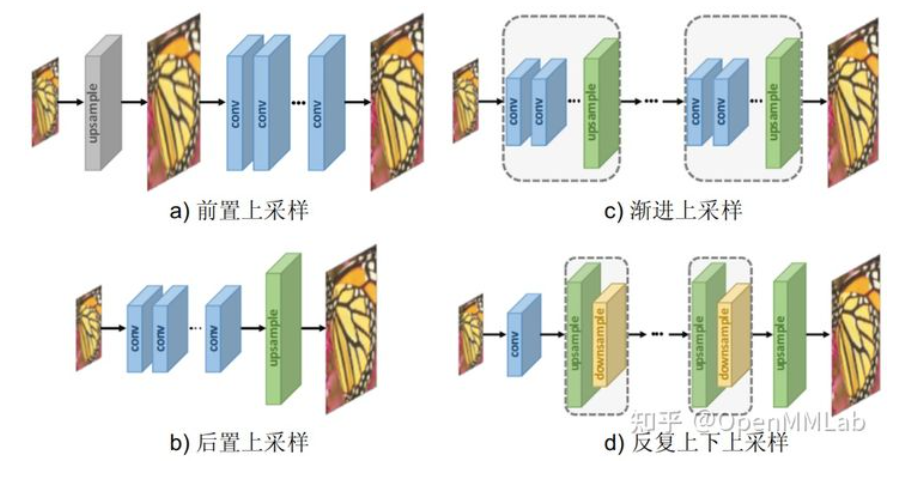 upsample
conv
conv
conv
a) 前置上采样
conv
conv
upsample
conv
conv
upsample
c) 渐进上采样
conv
conv
conv
upsample
b) 后置上采样
conv
upsample
downsample
upsample
downsample
upsample
知乎 @OpenMMLab
d) 反复上下上采样